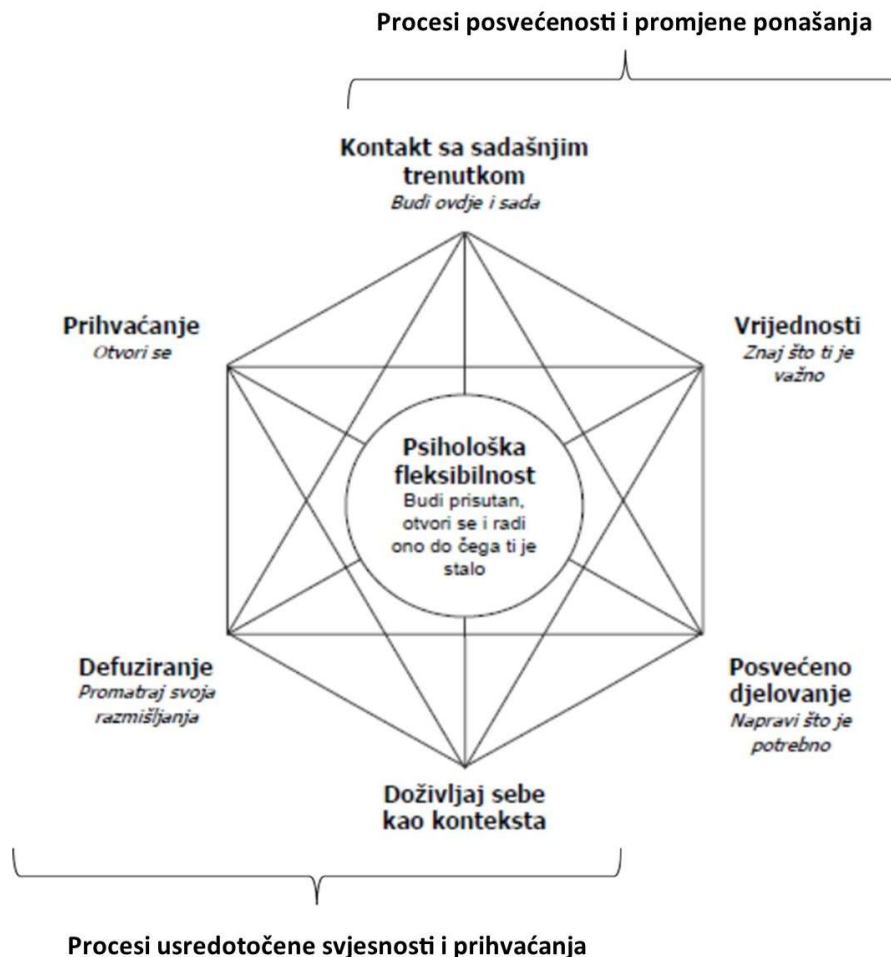 Procesi posvećenosti i promjene ponašanja
Kontakt sa sadašnjim
trenutkom
Budi ovdje i sada
Prihvaćanje
Otvori se
Vrijednosti
Znaj što ti je
važno
Psihološka
fleksibilnost
Budi prisutan,
otvori se i radi
ono do čega ti je
stalo
Defuziranje
Promatraj svoja
razmišljanja
Posvećeno
djelovanje
Napravi što je
potrebno
Doživljaj sebe
kao konteksta
Procesi usredotočene svjesnosti i prihvaćanja